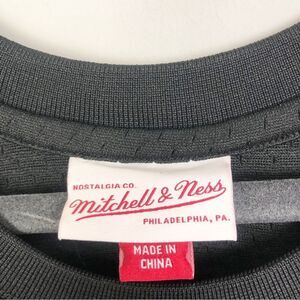 NOSTALGIA CO.
Mitchell & Ness
PHILADELPHIA, PA.
MADE IN
CHINA